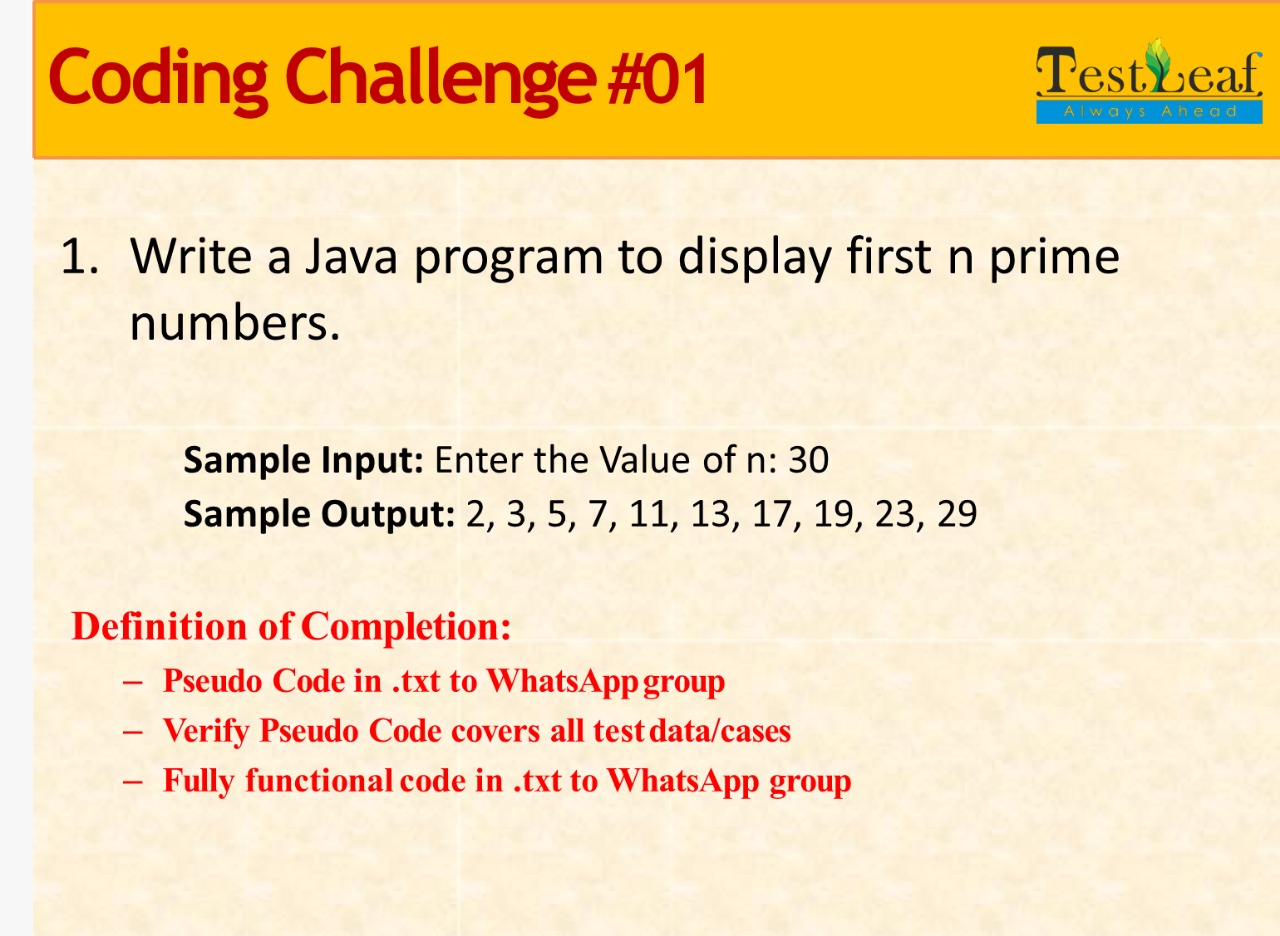 Coding Challenge #01
TestLeaf
Always Ahead
1. Write a Java program to display first n prime
numbers.
Sample Input: Enter the Value of n: 30
Sample Output: 2, 3, 5, 7, 11, 13, 17, 19, 23, 29
Definition of Completion:
– Pseudo Code in .txt to WhatsApp group
– Verify Pseudo Code covers all test data/cases
– Fully functional code in .txt to WhatsApp group